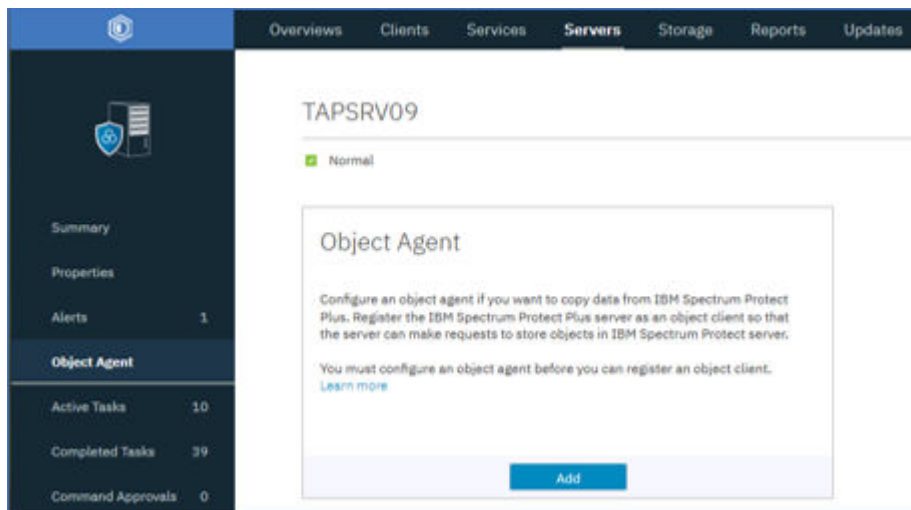 Overviews Clients Services Servers Storage Reports Updates
TAPSRV09
Normal
Summary
Properties
Alerts 1
Object Agent
Active Tasks 10
Completed Tasks 39
Command Approvals 0
Object Agent
Configure an object agent if you want to copy data from IBM Spectrum Protect
Plus. Register the IBM Spectrum Protect Plus server as an object client so that
the server can make requests to store objects in IBM Spectrum Protect server.
You must configure an object agent before you can register an object client.
Learn more
Add